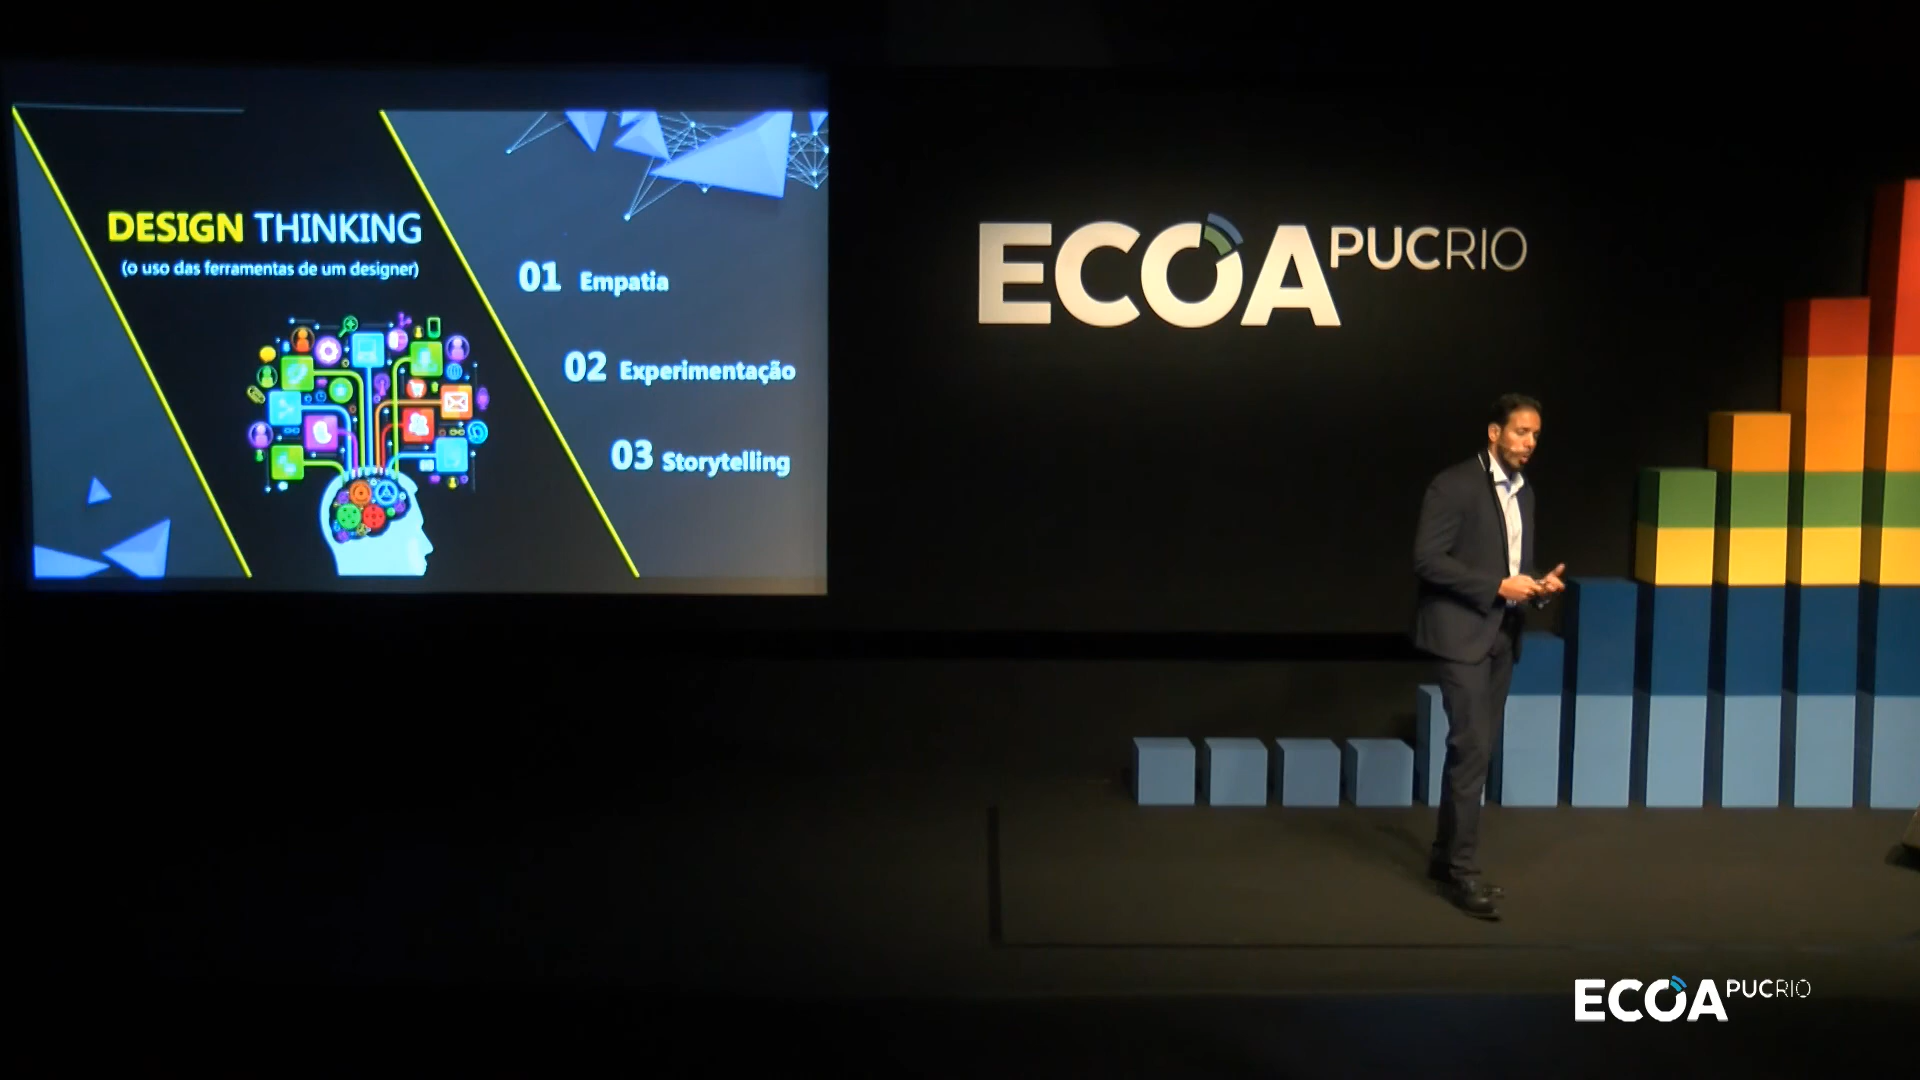 DESIGN THINKING
(o uso das ferramentas de um designer)
01 Empatia
02 Experimentação
03 Storytelling
ECOA PUCRIO
ECOA PUCRIO